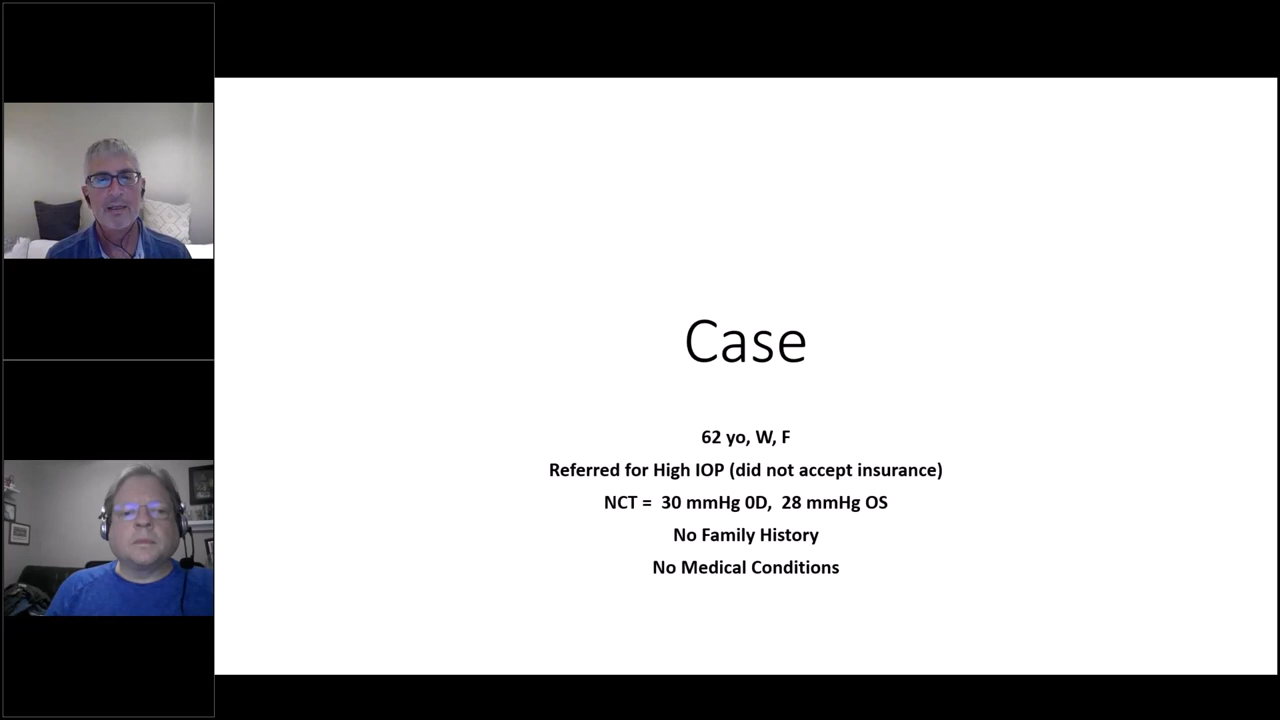 Case
62 yo, W, F
Referred for High IOP (did not accept insurance)
NCT =  30 mmHg 0D,  28 mmHg OS
No Family History
No Medical Conditions